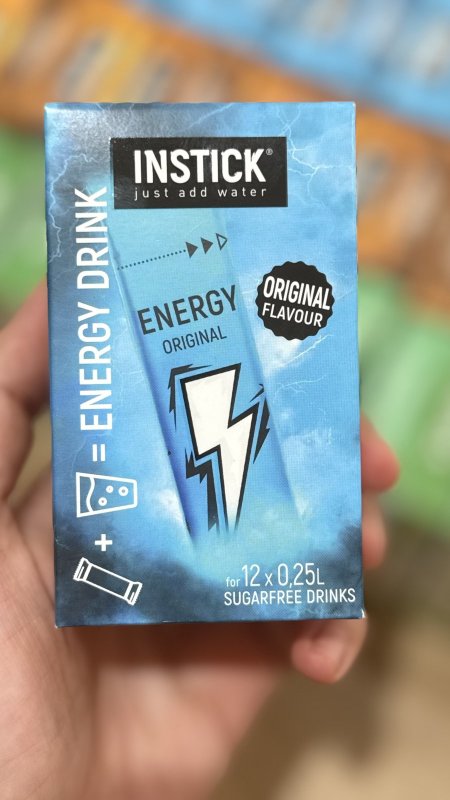 INSTICK®
just add water
ENERGY
ORIGINAL
ORIGINAL
FLAVOUR
+ = ENERGY DRINK
for 12 x 0,25L
SUGARFREE DRINKS